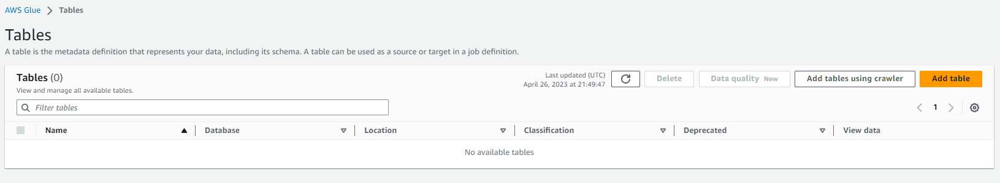 AWS Glue > Tables
Tables
A table is the metadata definition that represents your data, including its schema. A table can be used as a source or target in a job definition.
Tables (0)
View and manage all available tables.
Last updated (UTC)
April 26, 2023 at 21:49:47
Delete
Data quality New
Add tables using crawler
Add table
Filter tables
1
Name Database Location Classification Deprecated View data
No available tables